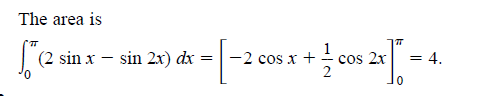 The area is
∫₀^π (2 sin x − sin 2x) dx = [−2 cos x + 1/2 cos 2x]₀^π = 4.